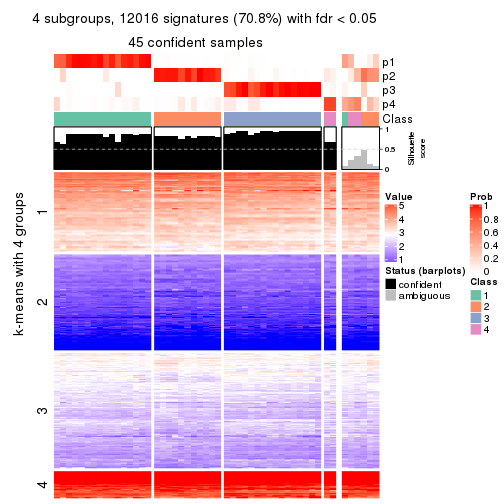 4 subgroups, 12016 signatures (70.8%) with fdr < 0.05
45 confident samples
p1
p2
p3
p4
Class
1
0.5
0
Silhouette
score
k-means with 4 groups
1
2
3
4
Value
5
4
3
2
1
Status (barplots)
confident
ambiguous
Prob
1
0.8
0.6
0.4
0.2
0
Class
1
2
3
4